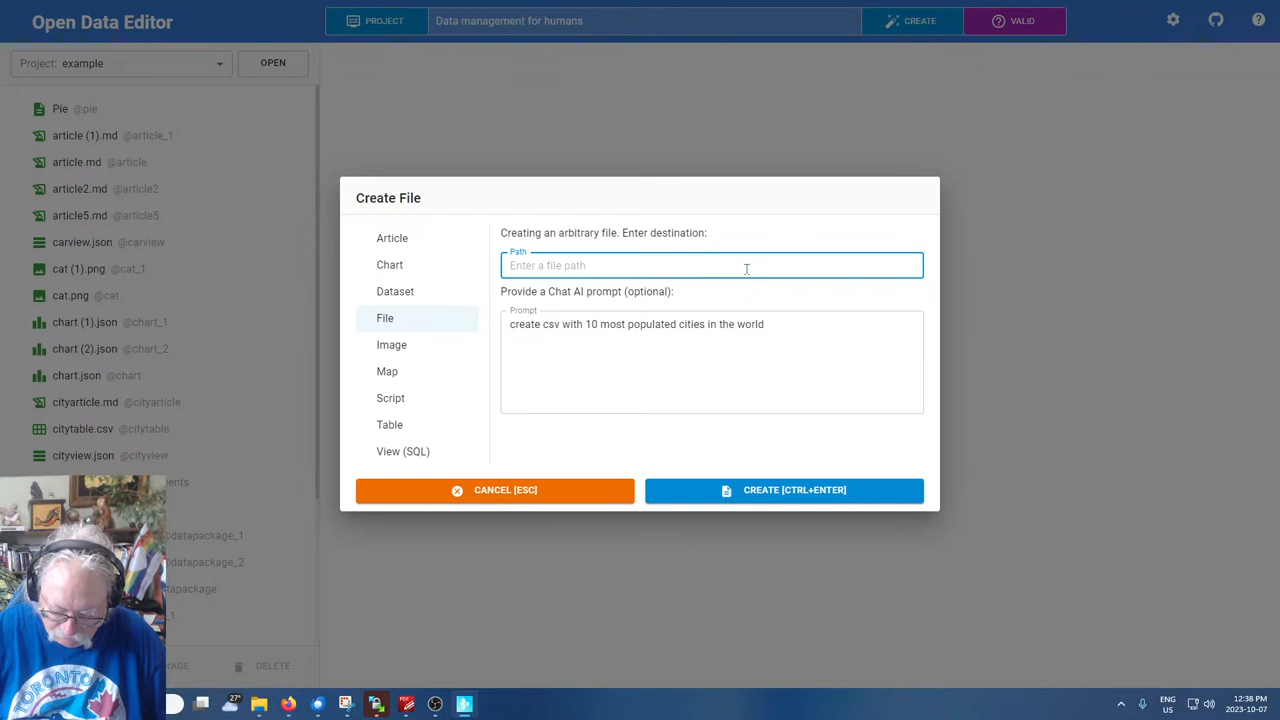 Open Data Editor
PROJECT
Data management for humans
CREATE
VALID
Project: example
OPEN
Pie @pie
article (1).md @article_1
article.md @article
article2.md @article2
article5.md @article5
carview.json @carview
cat (1).png @cat_1
cat.png @cat
chart (1).json @chart_1
chart (2).json @chart_2
chart.json @chart
cityarticle.md @cityarticle
citytable.csv @citytable
cityview.json @cityview
@datapackage_1
@datapackage_2
DELETE
Create File
Article
Chart
Dataset
File
Image
Map
Script
Table
View (SQL)
Creating an arbitrary file. Enter destination:
Path
Enter a file path
Provide a Chat AI prompt (optional):
Prompt
create csv with 10 most populated cities in the world
CANCEL [ESC]
CREATE [CTRL+ENTER]
TORONTO
27°
PDF
ENG
US
12:38 PM
2023-10-07